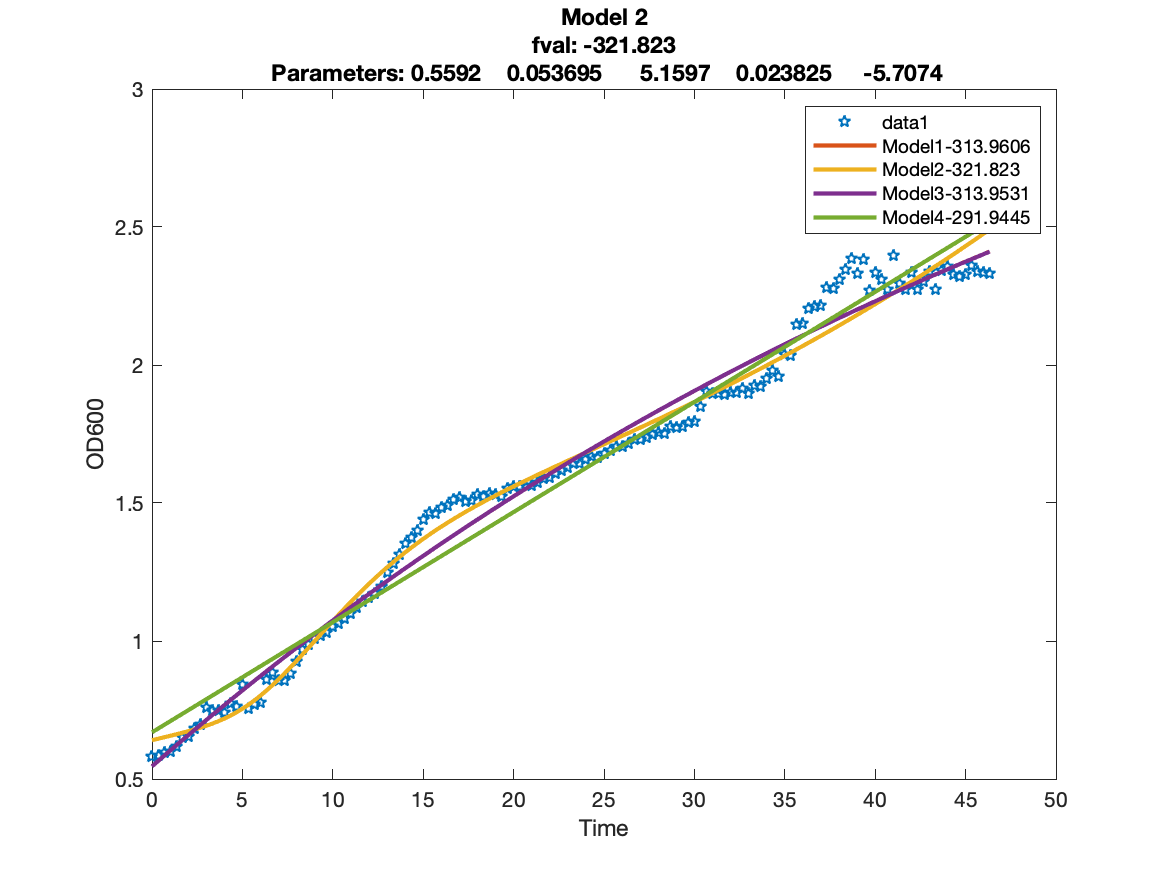 Model 2
fval: -321.823
Parameters: 0.5592 0.053695 5.1597 0.023825 -5.7074
3
2.5
2
1.5
1
0.5
OD600
data1
Model1-313.9606
Model2-321.823
Model3-313.9531
Model4-291.9445
0 5 10 15 20 25 30 35 40 45 50
Time